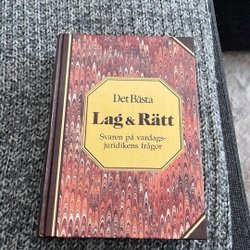 Det Bästa
Lag & Rätt
Svaren på vardags-
juridikens frågor